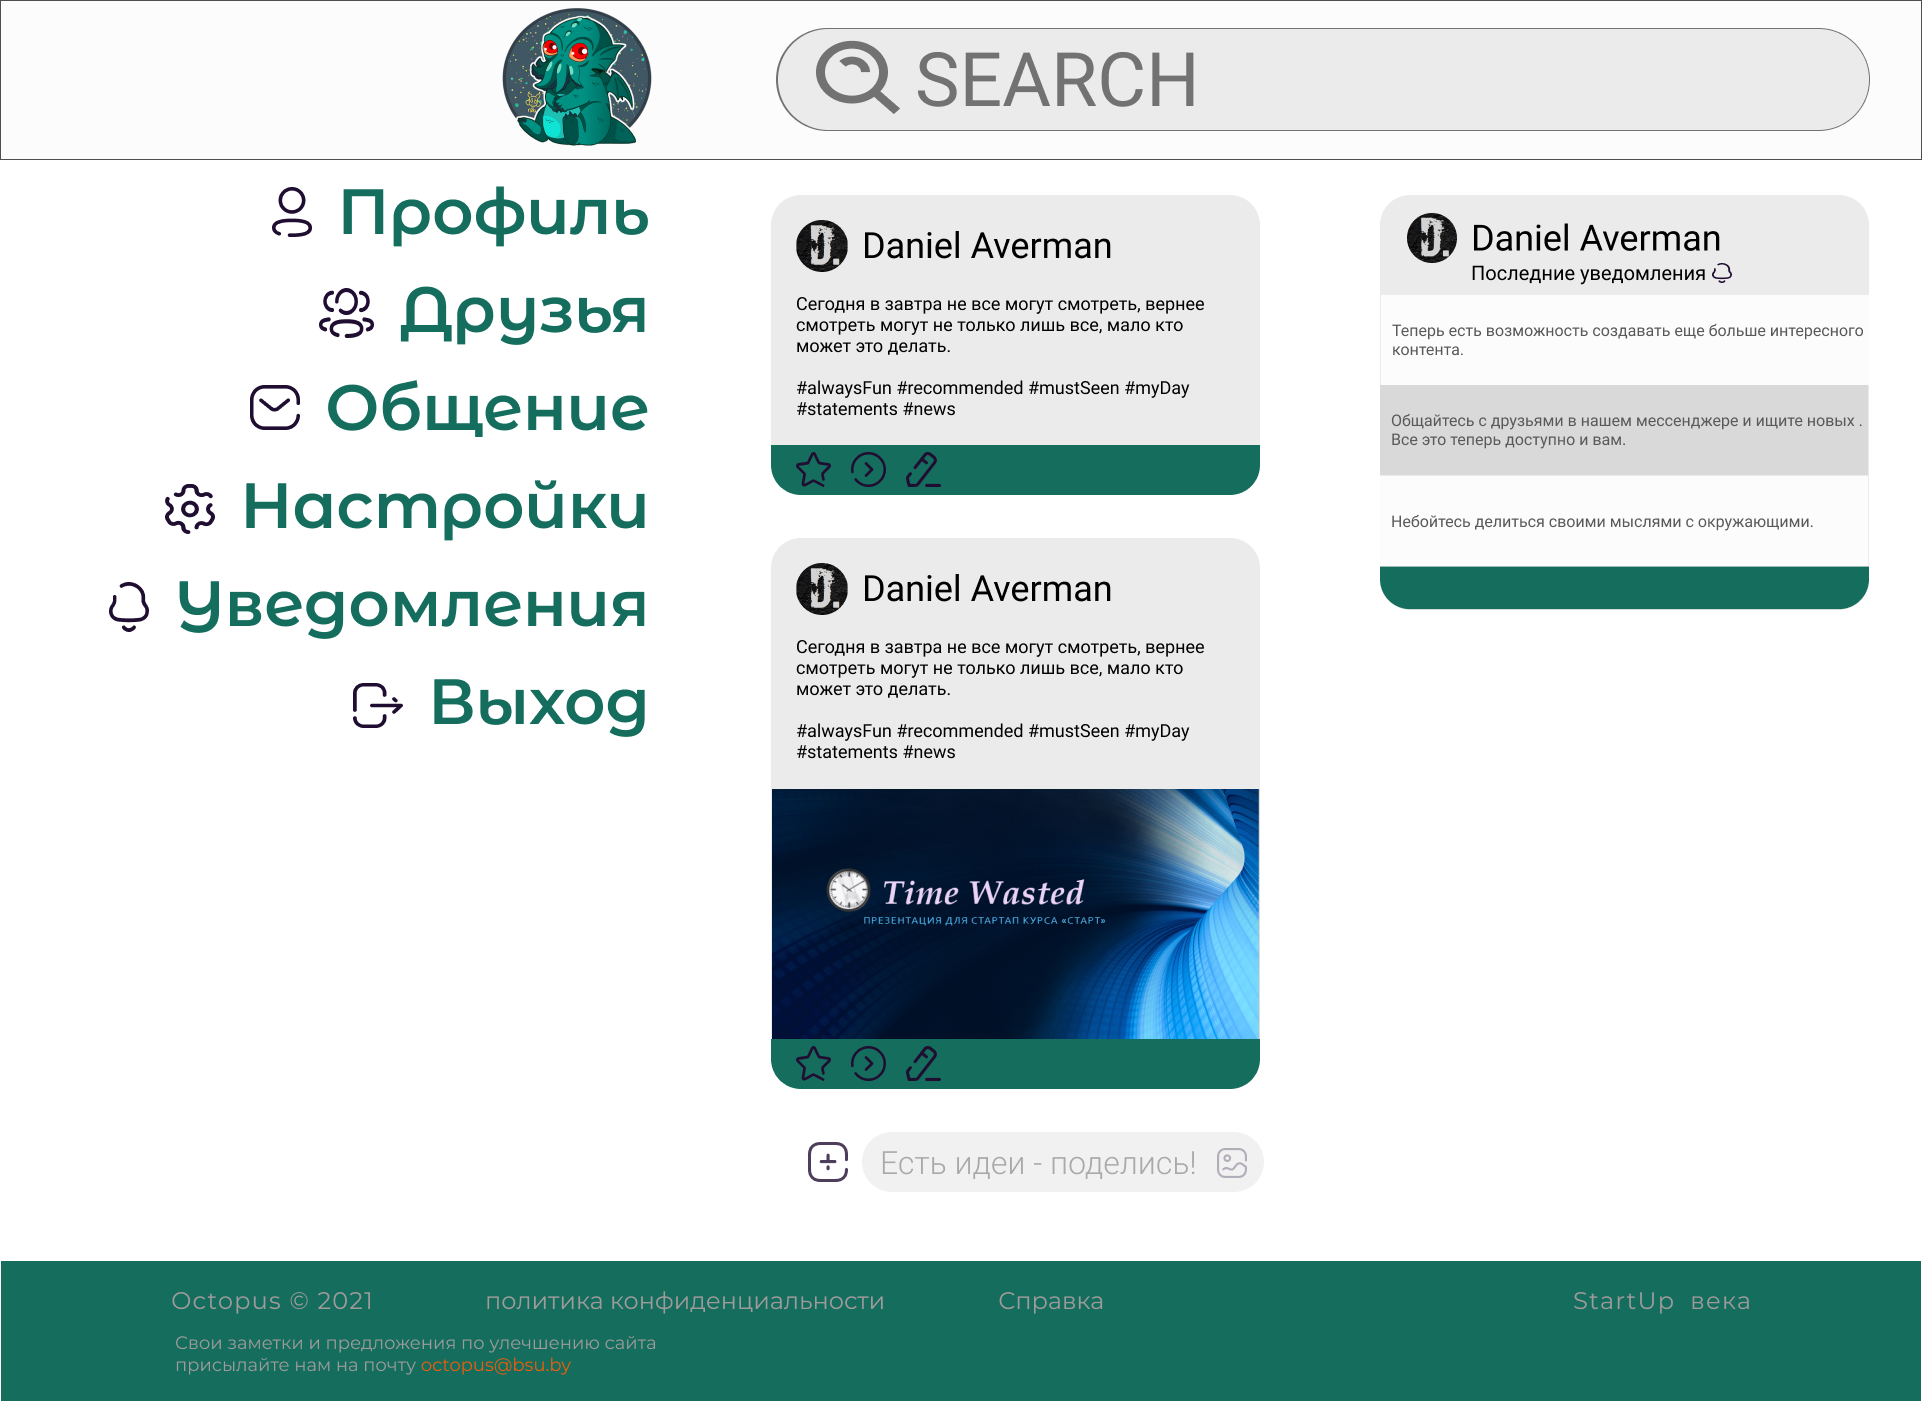 SEARCH
Профиль
Друзья
Общение
Настройки
Уведомления
Выход
Daniel Averman
Сегодня в завтра не все могут смотреть, вернее
смотреть могут не только лишь все, мало кто
может это делать.
#alwaysFun #recommended #mustSeen #myDay
#statements #news
Daniel Averman
Сегодня в завтра не все могут смотреть, вернее
смотреть могут не только лишь все, мало кто
может это делать.
#alwaysFun #recommended #mustSeen #myDay
#statements #news
Time Wasted
ПРЕЗЕНТАЦИЯ ДЛЯ СТАРТАП КУРСА «СТАРТ»
Есть идеи - поделись!
Daniel Averman
Последние уведомления
Теперь есть возможность создавать еще больше интересного
контента.
Общайтесь с друзьями в нашем мессенджере и ищите новых .
Все это теперь доступно и вам.
Небойтесь делиться своими мыслями с окружающими.
Octopus © 2021
политика конфиденциальности
Справка
StartUp века
Свои заметки и предложения по улечшению сайта
присылайте нам на почту octopus@bsu.by